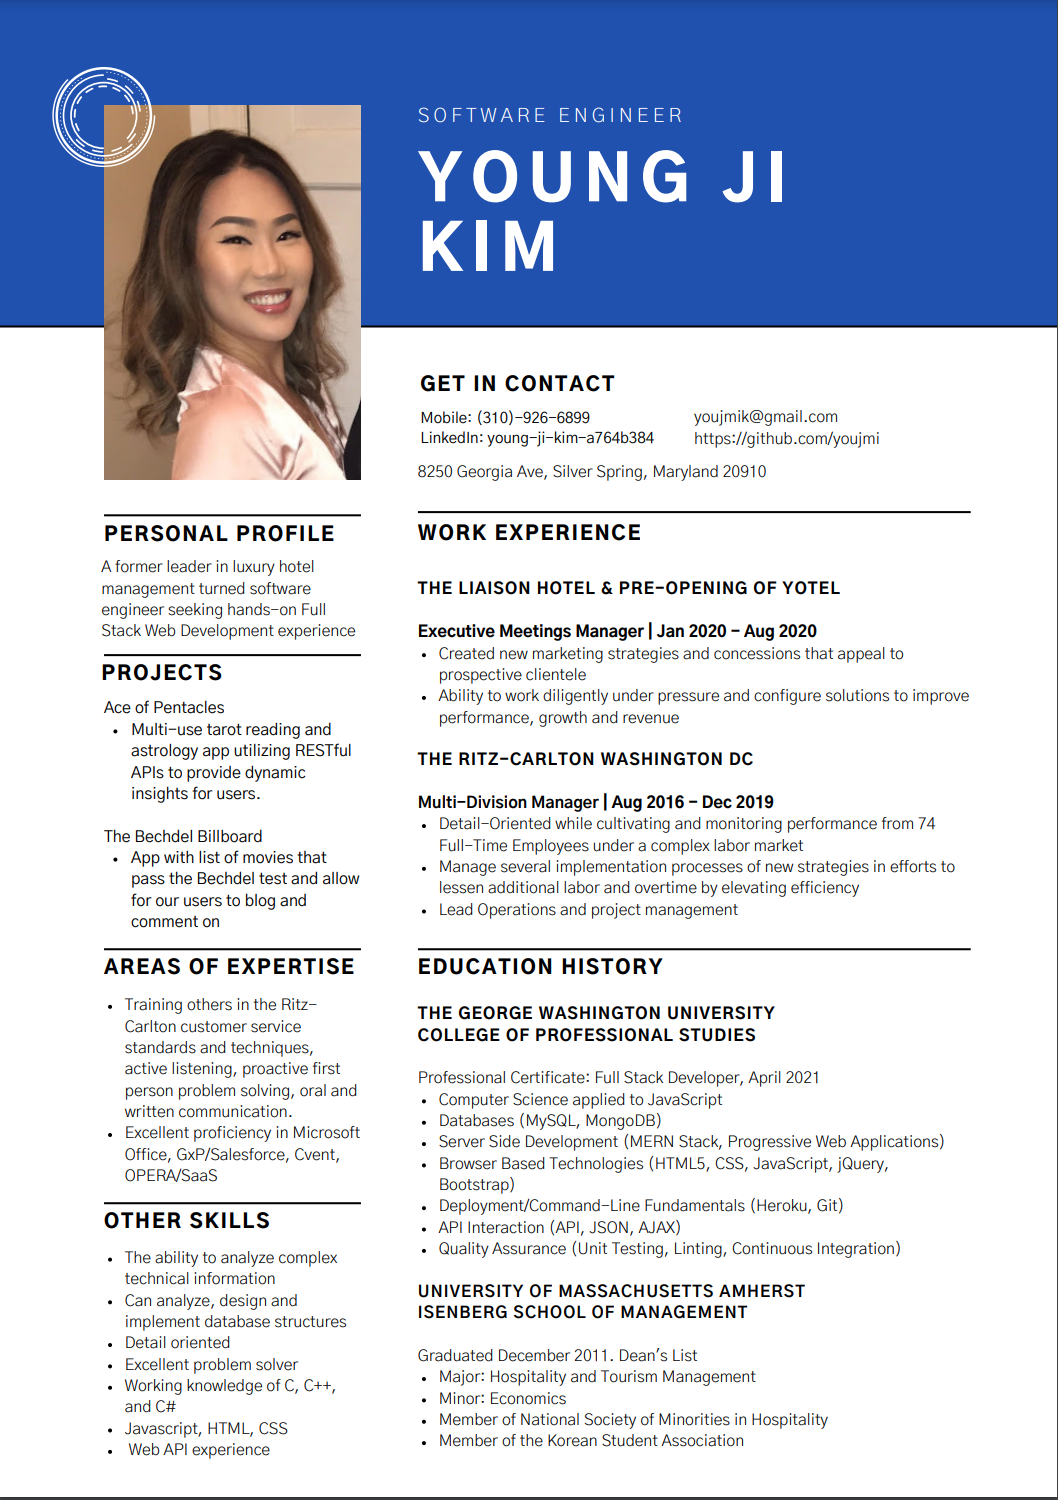 SOFTWARE ENGINEER
YOUNG JI
KIM
GET IN CONTACT
Mobile: (310)-926-6899
LinkedIn: young-ji-kim-a764b384
youjmik@gmail.com
https://github.com/youjmi
8250 Georgia Ave, Silver Spring, Maryland 20910
PERSONAL PROFILE
A former leader in luxury hotel
management turned software
engineer seeking hands-on Full
Stack Web Development experience
PROJECTS
Ace of Pentacles
• Multi-use tarot reading and
astrology app utilizing RESTful
APIs to provide dynamic
insights for users.
The Bechdel Billboard
• App with list of movies that
pass the Bechdel test and allow
for our users to blog and
comment on
AREAS OF EXPERTISE
• Training others in the Ritz-
Carlton customer service
standards and techniques,
active listening, proactive first
person problem solving, oral and
written communication.
• Excellent proficiency in Microsoft
Office, GxP/Salesforce, Cvent,
OPERA/SaaS
OTHER SKILLS
• The ability to analyze complex
technical information
• Can analyze, design and
implement database structures
• Detail oriented
• Excellent problem solver
• Working knowledge of C, C++,
and C#
• Javascript, HTML, CSS
• Web API experience
WORK EXPERIENCE
THE LIAISON HOTEL & PRE-OPENING OF YOTEL
Executive Meetings Manager | Jan 2020 - Aug 2020
• Created new marketing strategies and concessions that appeal to
prospective clientele
• Ability to work diligently under pressure and configure solutions to improve
performance, growth and revenue
THE RITZ-CARLTON WASHINGTON DC
Multi-Division Manager | Aug 2016 - Dec 2019
• Detail-Oriented while cultivating and monitoring performance from 74
Full-Time Employees under a complex labor market
• Manage several implementation processes of new strategies in efforts to
lessen additional labor and overtime by elevating efficiency
• Lead Operations and project management
EDUCATION HISTORY
THE GEORGE WASHINGTON UNIVERSITY
COLLEGE OF PROFESSIONAL STUDIES
Professional Certificate: Full Stack Developer, April 2021
• Computer Science applied to JavaScript
• Databases (MySQL, MongoDB)
• Server Side Development (MERN Stack, Progressive Web Applications)
• Browser Based Technologies (HTML5, CSS, JavaScript, jQuery,
Bootstrap)
• Deployment/Command-Line Fundamentals (Heroku, Git)
• API Interaction (API, JSON, AJAX)
• Quality Assurance (Unit Testing, Linting, Continuous Integration)
UNIVERSITY OF MASSACHUSETTS AMHERST
ISENBERG SCHOOL OF MANAGEMENT
Graduated December 2011. Dean's List
• Major: Hospitality and Tourism Management
• Minor: Economics
• Member of National Society of Minorities in Hospitality
• Member of the Korean Student Association